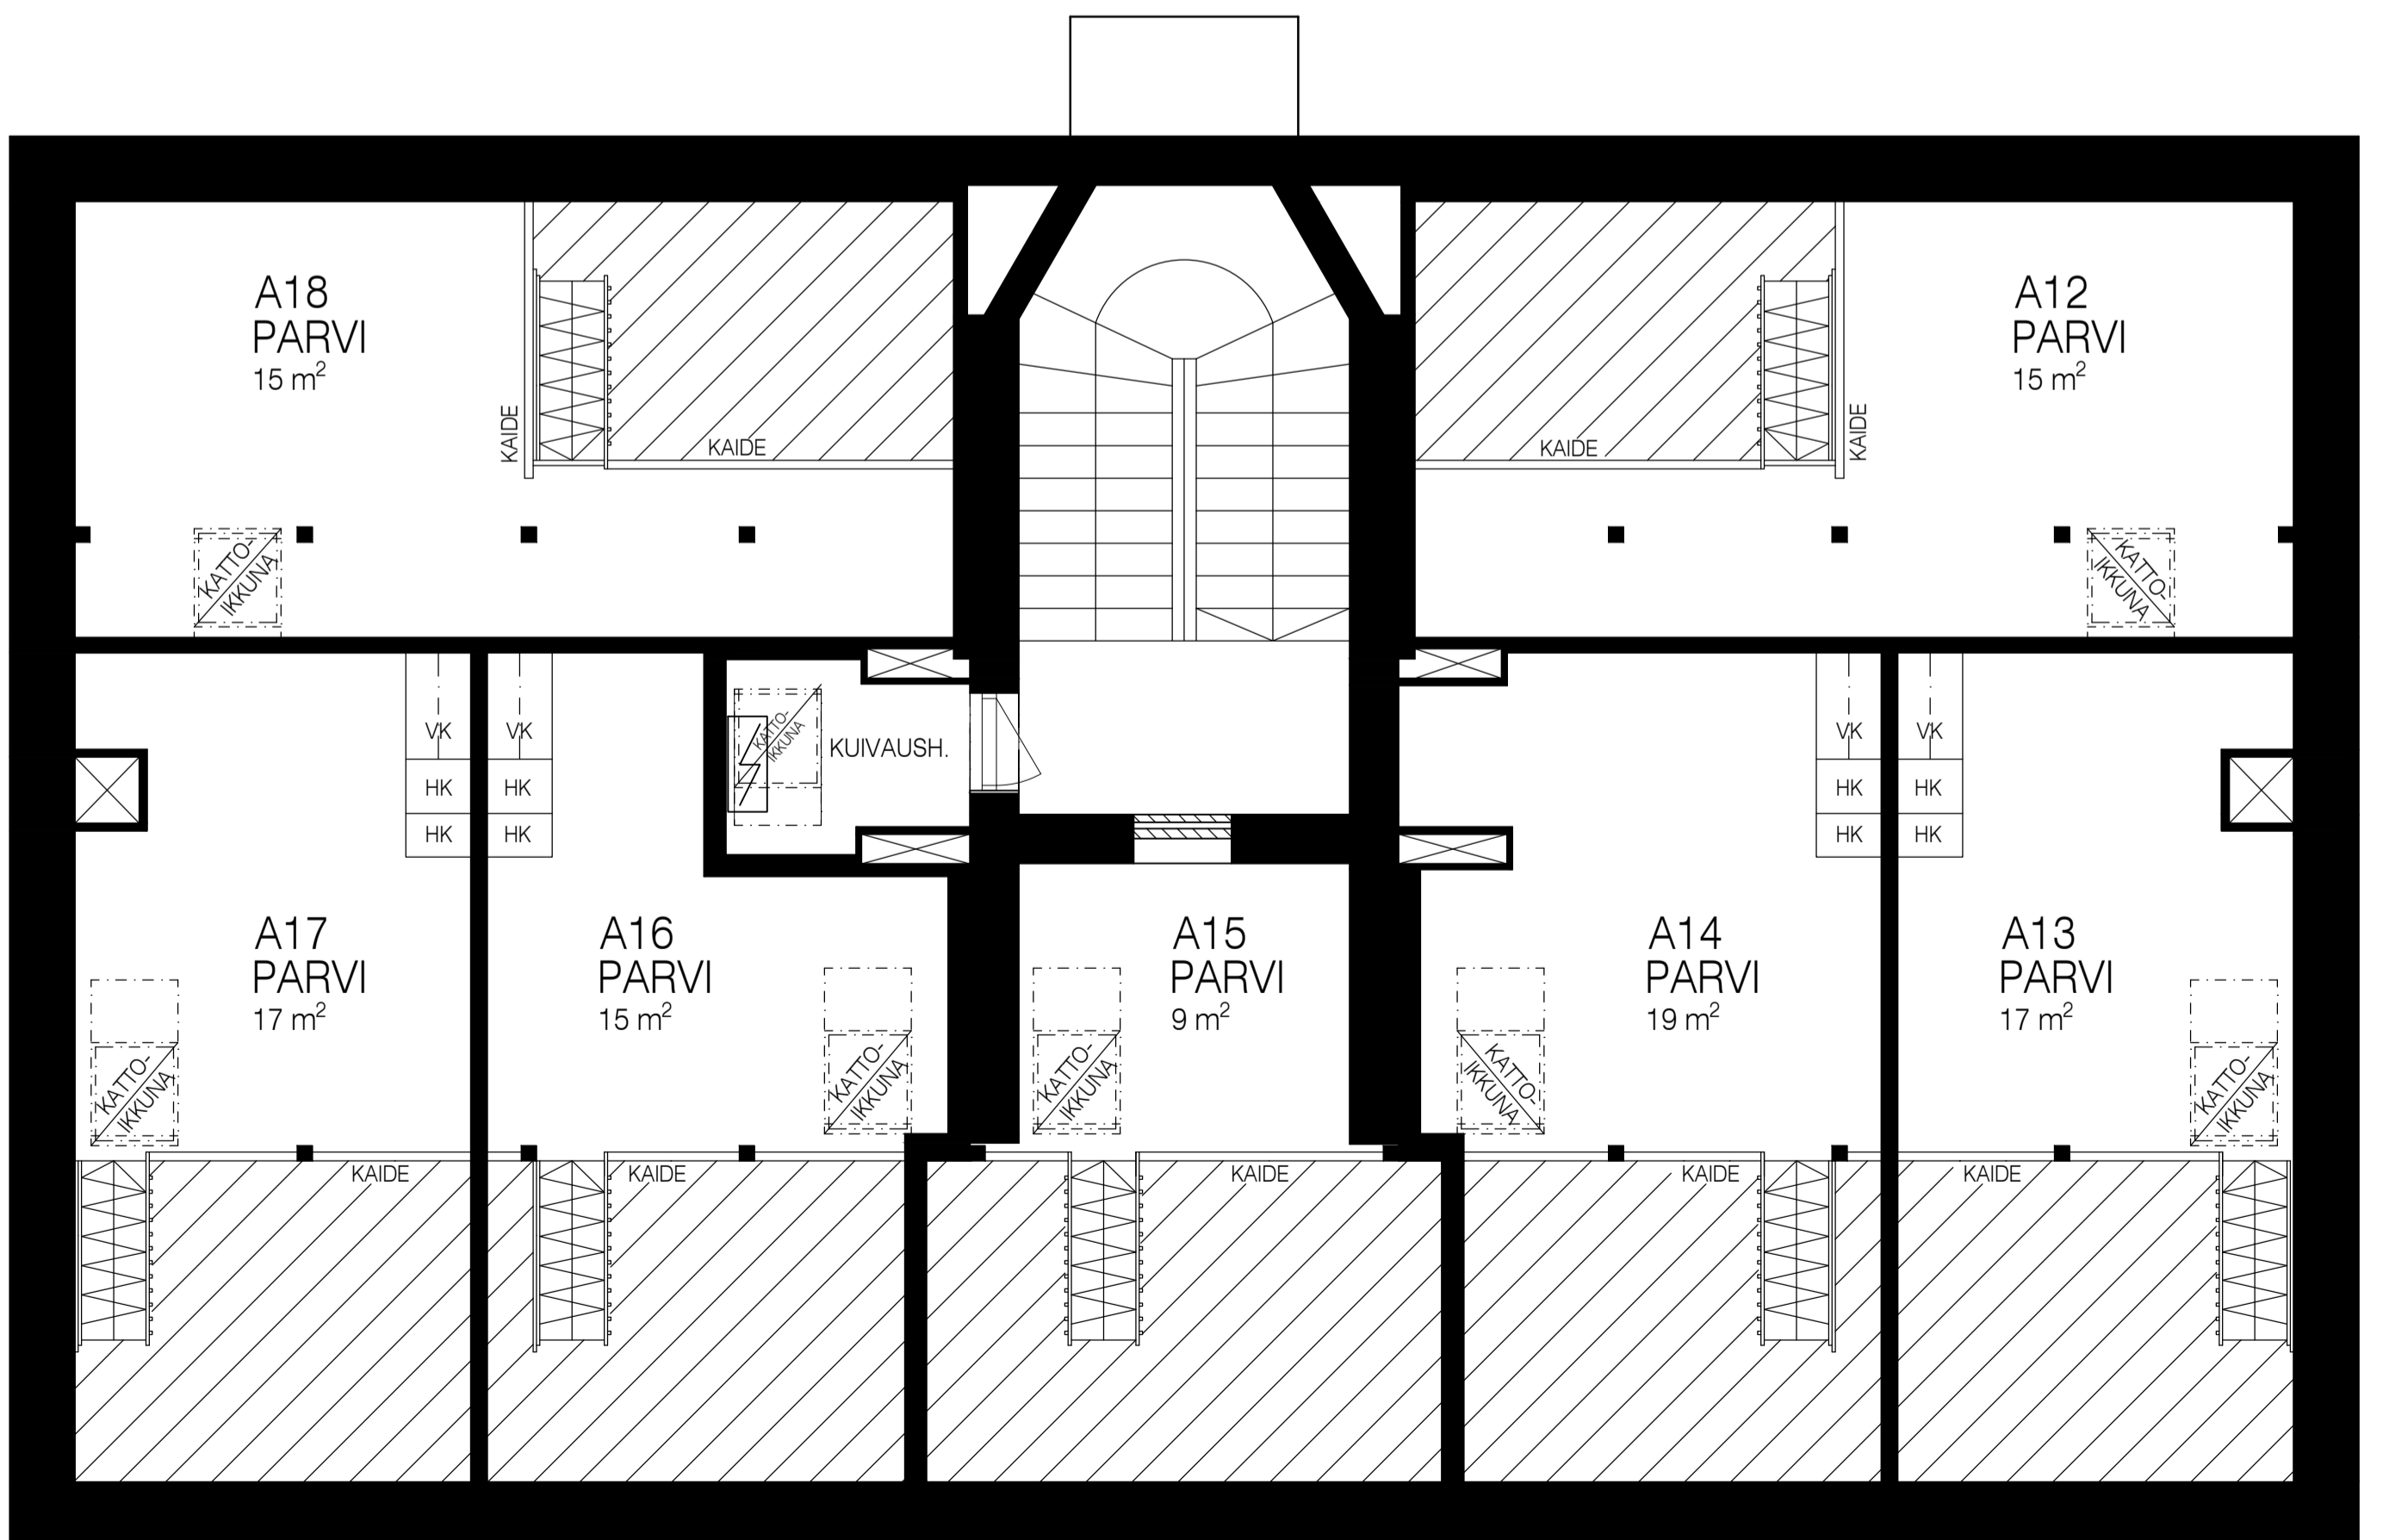 A18
PARVI
15 m²
KAIDE
KAIDE
KATTO-
IKKUNA
A12
PARVI
15 m²
KAIDE
KAIDE
KATTO-
IKKUNA
VK
HK
HK
VK
HK
HK
KATTO-
IKKUNA
KUIVAUSH.
VK
HK
HK
VK
HK
HK
A17
PARVI
17 m²
KATTO-
IKKUNA
KAIDE
A16
PARVI
15 m²
KATTO-
IKKUNA
KAIDE
A15
PARVI
9 m²
KATTO-
IKKUNA
KAIDE
A14
PARVI
19 m²
KATTO-
IKKUNA
KAIDE
A13
PARVI
17 m²
KATTO-
IKKUNA
KAIDE